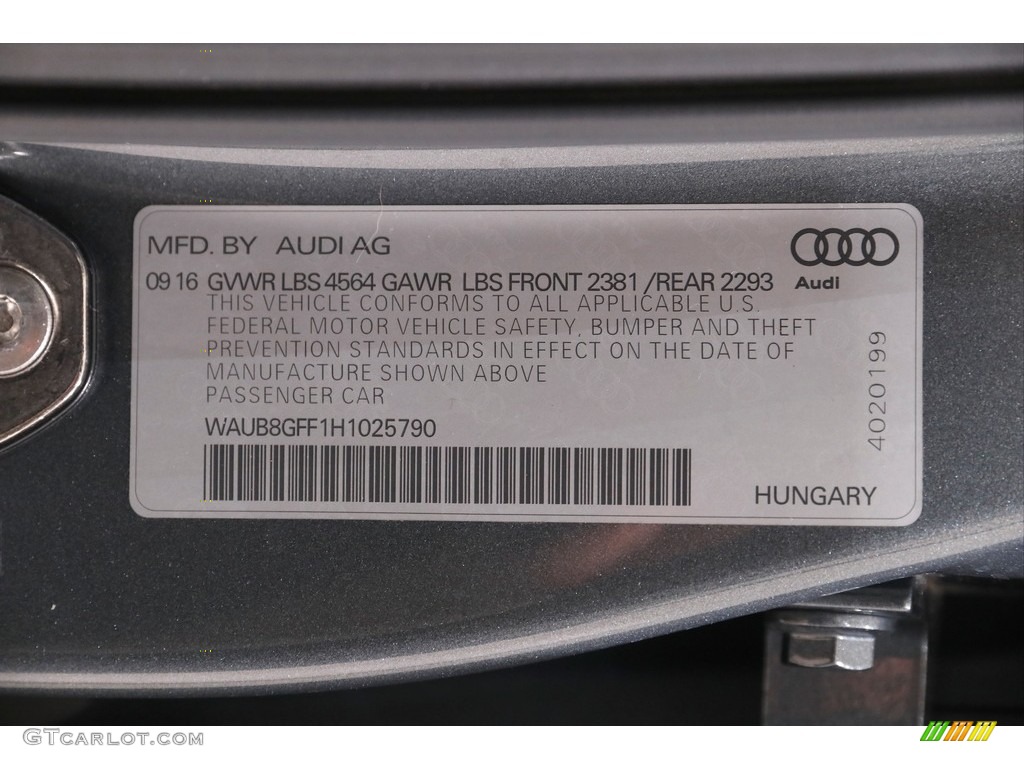 MFD. BY AUDI AG
Audi
09 16 GVWR LBS 4564 GAWR LBS FRONT 2381 /REAR 2293
THIS VEHICLE CONFORMS TO ALL APPLICABLE U.S.
FEDERAL MOTOR VEHICLE SAFETY, BUMPER AND THEFT
PREVENTION STANDARDS IN EFFECT ON THE DATE OF
MANUFACTURE SHOWN ABOVE
PASSENGER CAR
4020199
WAUB8GFF1H1025790
HUNGARY
GTCARLOT.COM